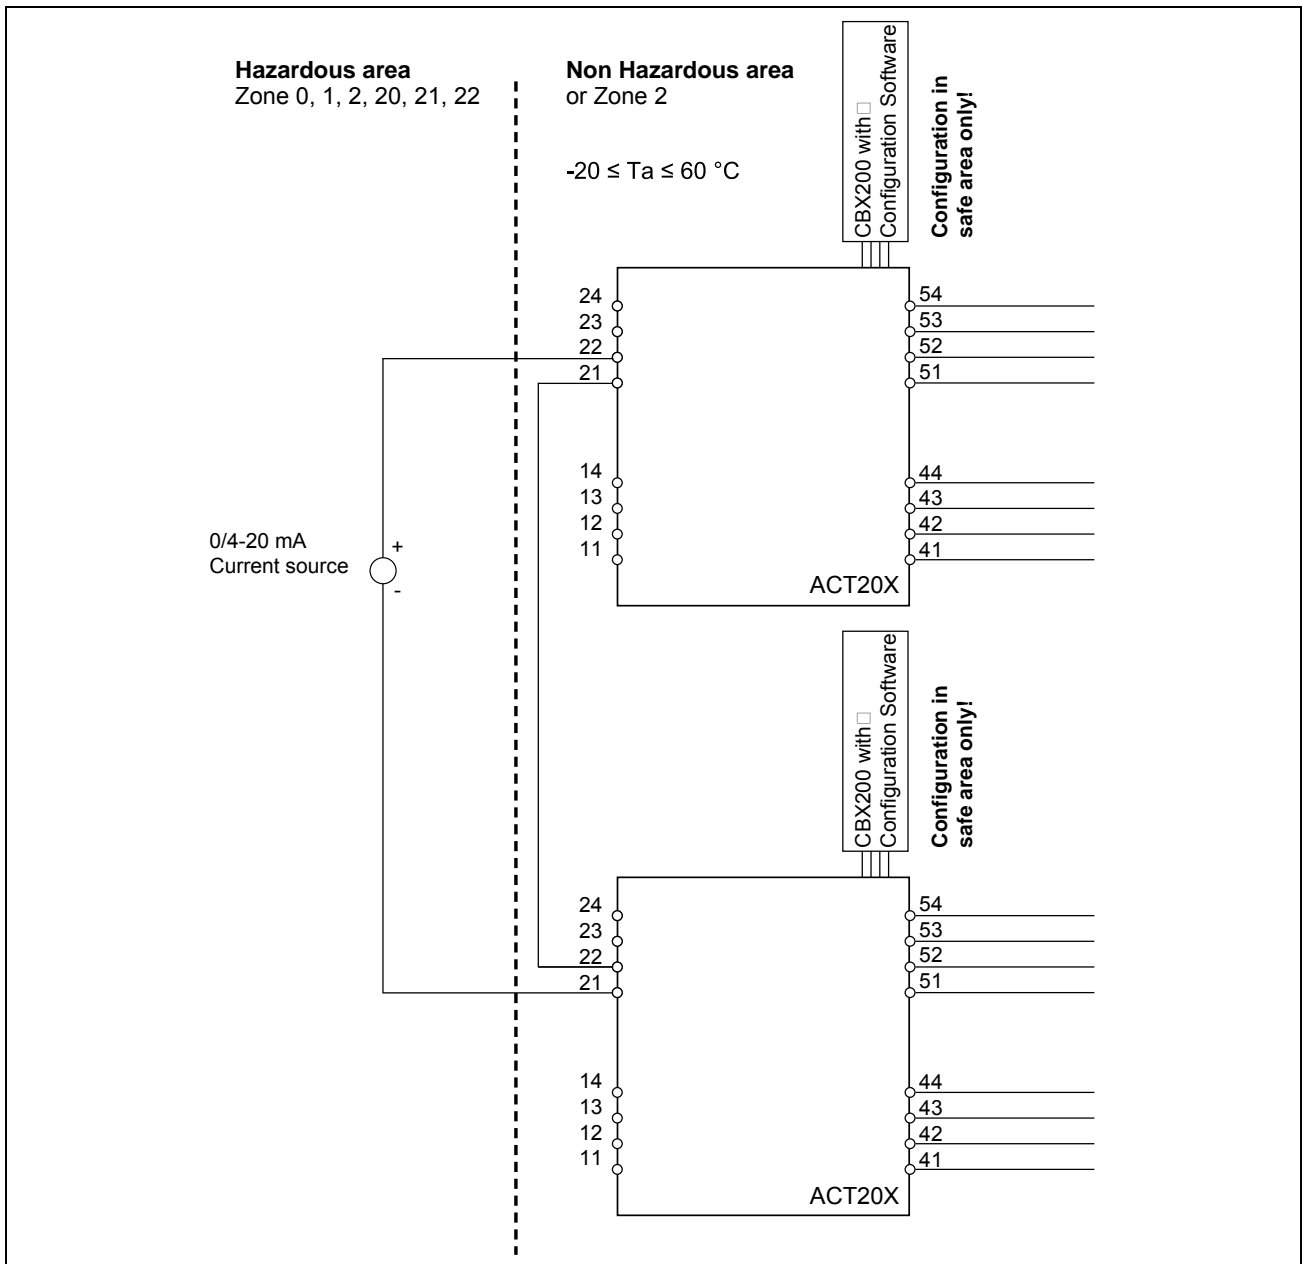 Hazardous area
Zone 0, 1, 2, 20, 21, 22
Non Hazardous area
or Zone 2
-20 ≤ Ta ≤ 60 °C
CBX200 with□
Configuration Software
Configuration in
safe area only!
24
23
22
21
14
13
12
11
54
53
52
51
44
43
42
41
ACT20X
0/4-20 mA
Current source
+
-
CBX200 with□
Configuration Software
Configuration in
safe area only!
24
23
22
21
14
13
12
11
54
53
52
51
44
43
42
41
ACT20X